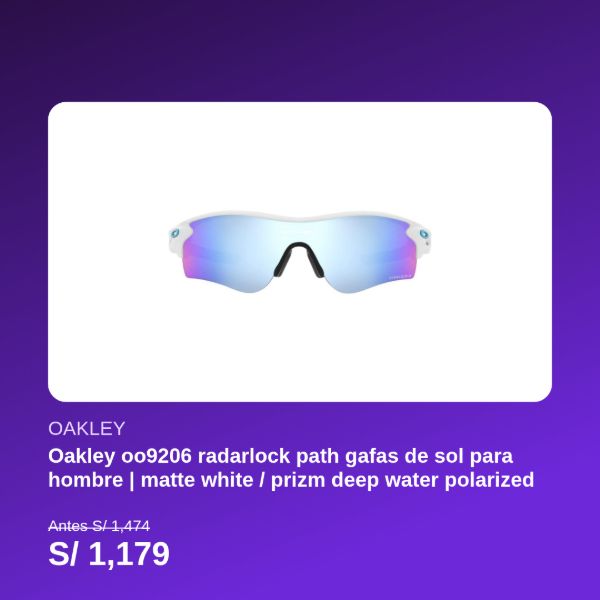 OAKLEY
Oakley oo9206 radarlock path gafas de sol para
hombre | matte white / prizm deep water polarized
Antes S/ 1,474
S/ 1,179